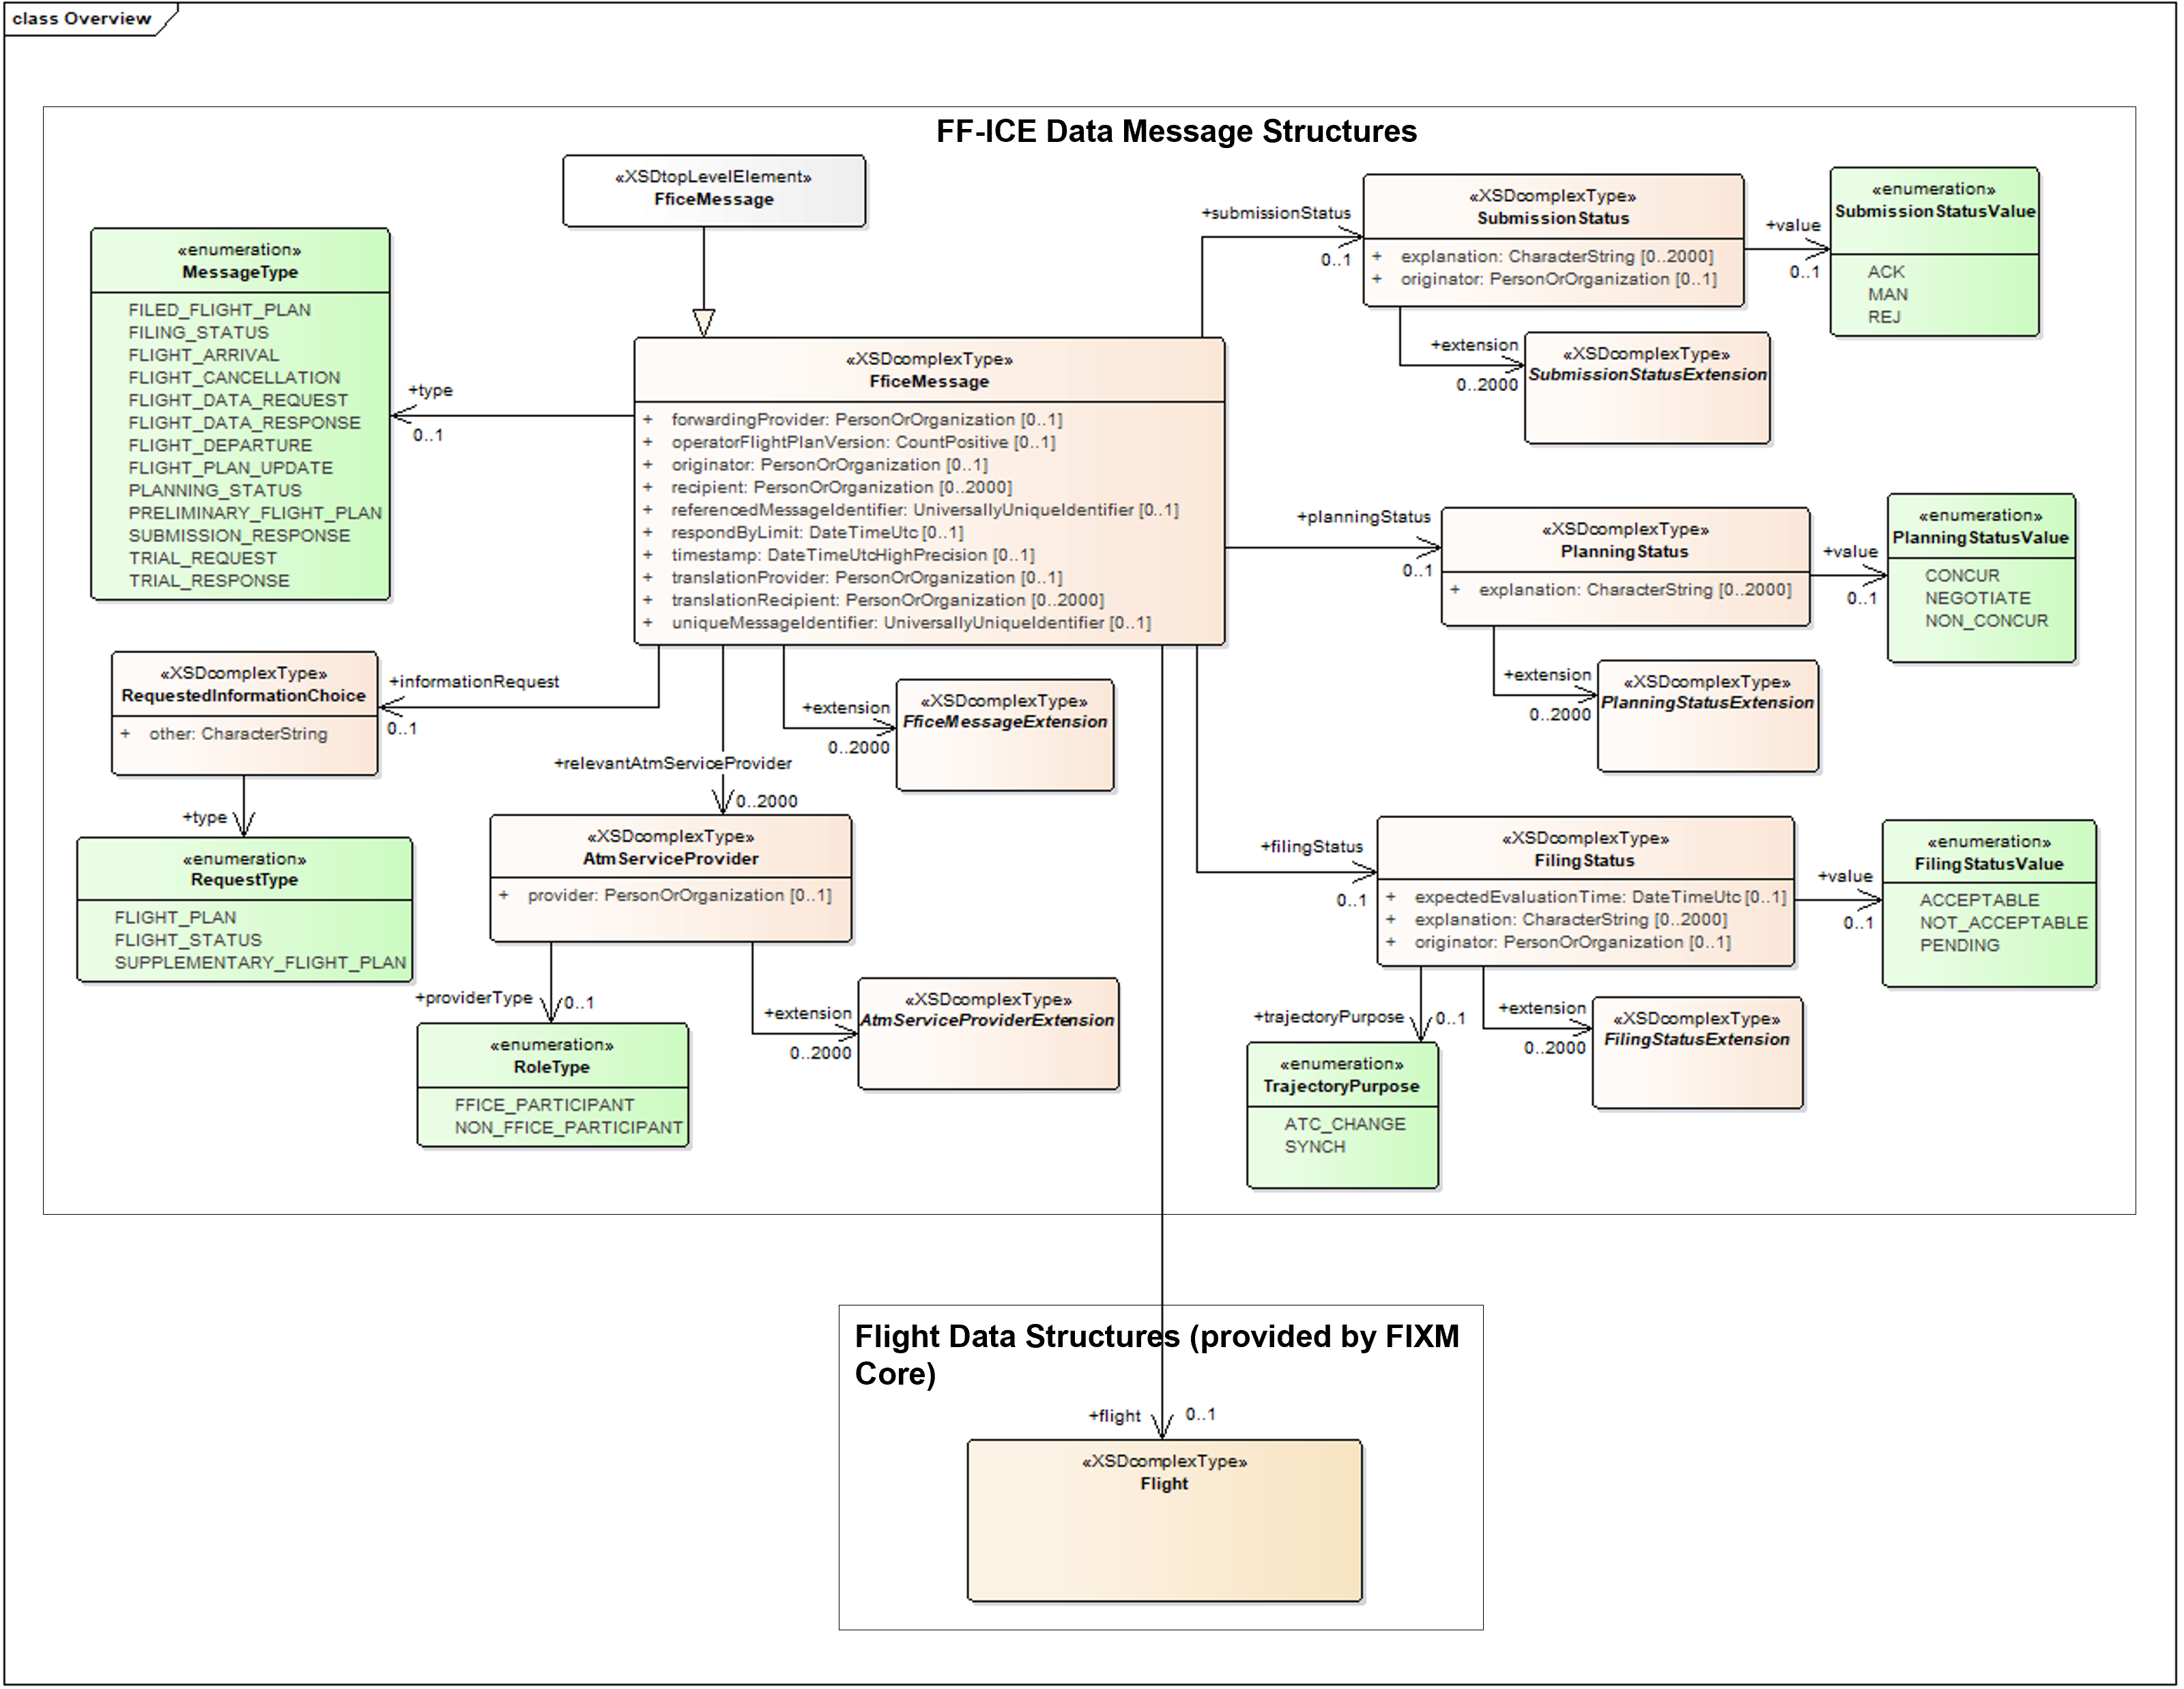 class Overview
FF-ICE Data Message Structures
«XSDtopLevelElement»
FficeMessage
«enumeration»
MessageType
FILED_FLIGHT_PLAN
FILING_STATUS
FLIGHT_ARRIVAL
FLIGHT_CANCELLATION
FLIGHT_DATA_REQUEST
FLIGHT_DATA_RESPONSE
FLIGHT_DEPARTURE
FLIGHT_PLAN_UPDATE
PLANNING_STATUS
PRELIMINARY_FLIGHT_PLAN
SUBMISSION_RESPONSE
TRIAL_REQUEST
TRIAL_RESPONSE
+type
0..1
«XSDcomplexType»
FficeMessage
+ forwardingProvider: PersonOrOrganization [0..1]
+ operatorFlightPlanVersion: CountPositive [0..1]
+ originator: PersonOrOrganization [0..1]
+ recipient: PersonOrOrganization [0..2000]
+ referencedMessageIdentifier: UniversallyUniqueIdentifier [0..1]
+ respondByLimit: DateTimeUtc [0..1]
+ timestamp: DateTimeUtcHighPrecision [0..1]
+ translationProvider: PersonOrOrganization [0..1]
+ translationRecipient: PersonOrOrganization [0..2000]
+ uniqueMessageIdentifier: UniversallyUniqueIdentifier [0..1]
+submissionStatus
0..1
«XSDcomplexType»
SubmissionStatus
+ explanation: CharacterString [0..2000]
+ originator: PersonOrOrganization [0..1]
+value
0..1
«enumeration»
SubmissionStatusValue
ACK
MAN
REJ
+extension
0..2000
«XSDcomplexType»
SubmissionStatusExtension
+planningStatus
0..1
«XSDcomplexType»
PlanningStatus
+ explanation: CharacterString [0..2000]
+value
0..1
«enumeration»
PlanningStatusValue
CONCUR
NEGOTIATE
NON_CONCUR
+extension
0..2000
«XSDcomplexType»
PlanningStatusExtension
«XSDcomplexType»
RequestedInformationChoice
+ other: CharacterString
+informationRequest
0..1
+type
«enumeration»
RequestType
FLIGHT_PLAN
FLIGHT_STATUS
SUPPLEMENTARY_FLIGHT_PLAN
+extension
0..2000
«XSDcomplexType»
FficeMessageExtension
+relevantAtmServiceProvider
0..2000
«XSDcomplexType»
AtmServiceProvider
+ provider: PersonOrOrganization [0..1]
+providerType
0..1
«enumeration»
RoleType
FFICE_PARTICIPANT
NON_FFICE_PARTICIPANT
+extension
0..2000
«XSDcomplexType»
AtmServiceProviderExtension
+filingStatus
0..1
«XSDcomplexType»
FilingStatus
+ expectedEvaluationTime: DateTimeUtc [0..1]
+ explanation: CharacterString [0..2000]
+ originator: PersonOrOrganization [0..1]
+value
0..1
«enumeration»
FilingStatusValue
ACCEPTABLE
NOT_ACCEPTABLE
PENDING
+trajectoryPurpose
0..1
«enumeration»
TrajectoryPurpose
ATC_CHANGE
SYNCH
+extension
0..2000
«XSDcomplexType»
FilingStatusExtension
Flight Data Structures (provided by FIXM
Core)
+flight
0..1
«XSDcomplexType»
Flight